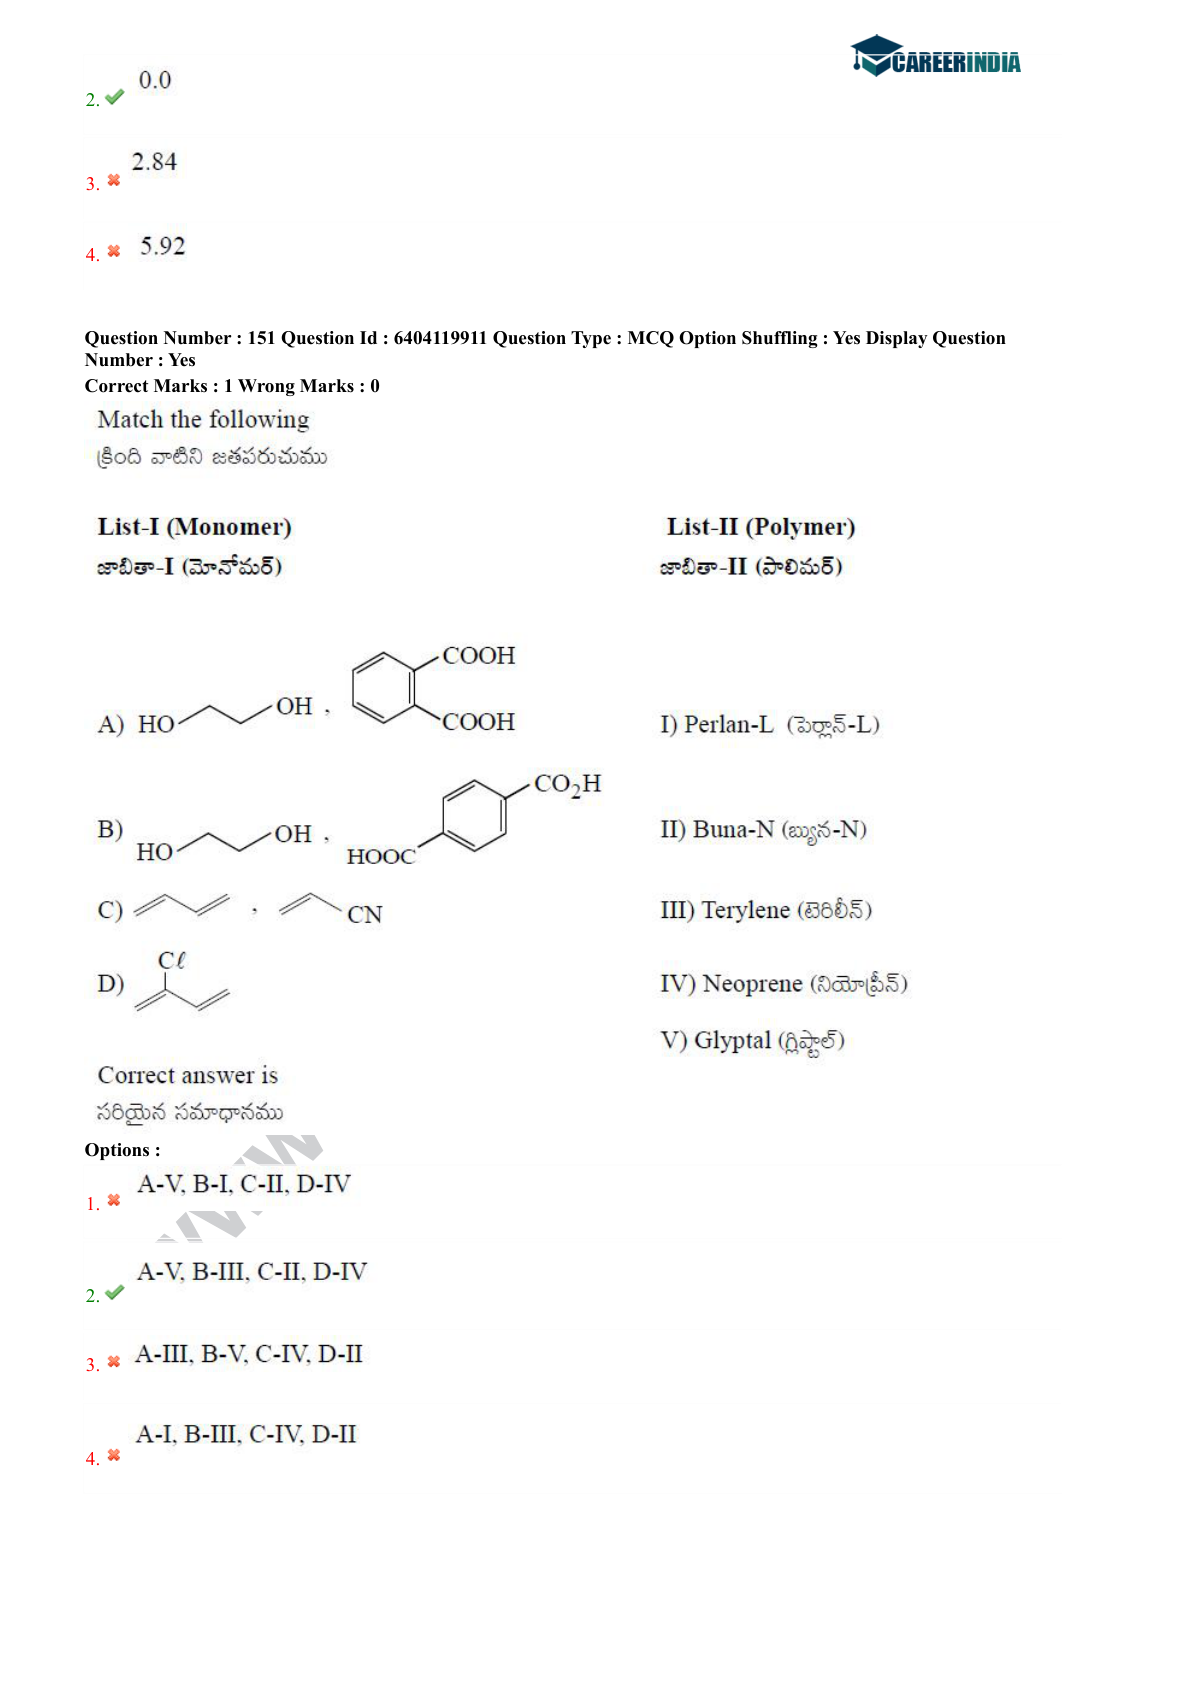 CAREERINDIA
0.0
2.
2.84
3.
5.92
4.
Question Number : 151 Question Id : 6404119911 Question Type : MCQ Option Shuffling : Yes Display Question
Number : Yes
Correct Marks : 1 Wrong Marks : 0
Match the following
క్రింది వాటిని జతపరుచుము
List-I (Monomer) List-II (Polymer)
జాబితా-I (మోనోమర్) జాబితా-II (పాలిమర్)
COOH
OH ,
A) HO COOH I) Perlan-L (పెర్లాన్-L)
CO2H
B) OH , II) Buna-N (బ్యున-N)
HO HOOC
C) , CN III) Terylene (టెరిలీన్)
Cℓ
D) IV) Neoprene (నియోప్రీన్)
V) Glyptal (గ్లిప్టాల్)
Correct answer is
సరియైన సమాధానము
Options :
A-V, B-I, C-II, D-IV
1.
A-V, B-III, C-II, D-IV
2.
A-III, B-V, C-IV, D-II
3.
A-I, B-III, C-IV, D-II
4.